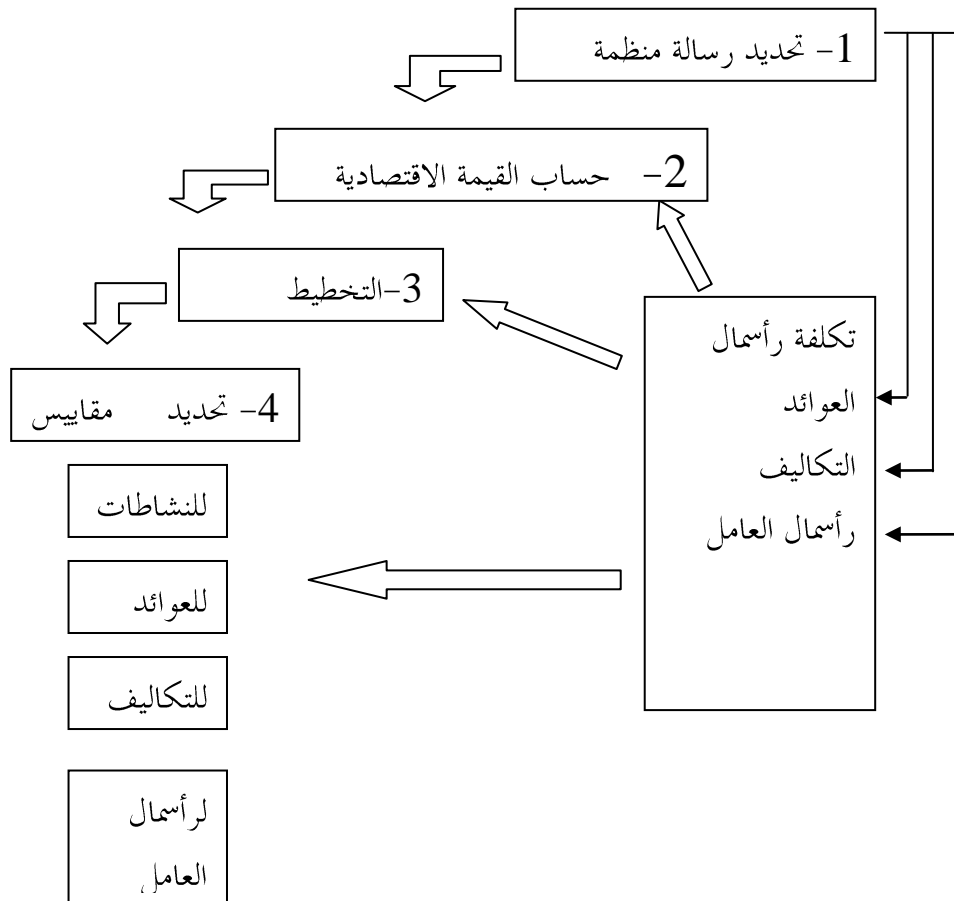 1- تحديد رسالة منظمة
2- حساب القيمة الاقتصادية
3-التخطيط
4- تحديد مقاييس
للنشاطات
للعوائد
للتكاليف
لرأسمال
العامل
تكلفة رأسمال
العوائد
التكاليف
رأسمال العامل